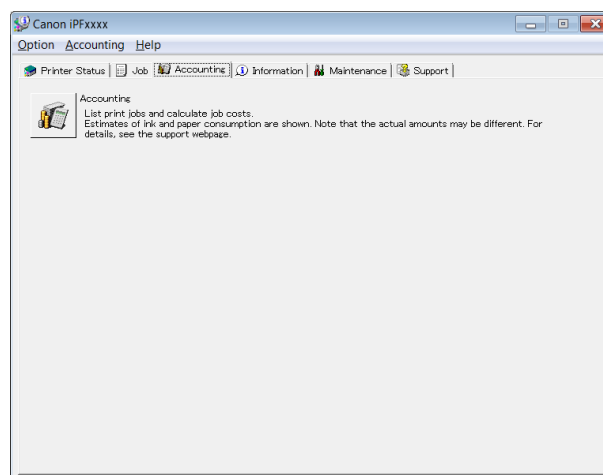 Canon iPFxxxx
Option Accounting Help
Printer Status Job Accounting Information Maintenance Support
Accounting
List print jobs and calculate job costs.
Estimates of ink and paper consumption are shown. Note that the actual amounts may be different. For
details, see the support webpage.